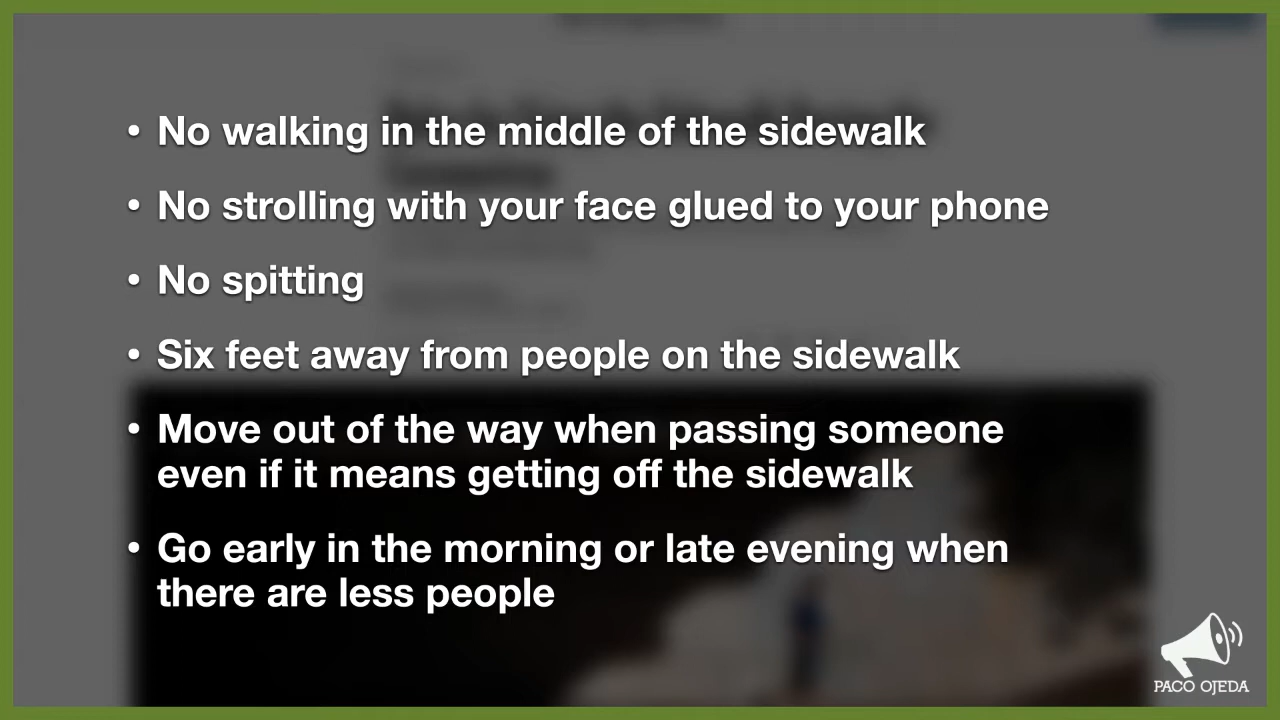 • No walking in the middle of the sidewalk
• No strolling with your face glued to your phone
• No spitting
• Six feet away from people on the sidewalk
• Move out of the way when passing someone
even if it means getting off the sidewalk
• Go early in the morning or late evening when
there are less people
PACO OJEDA